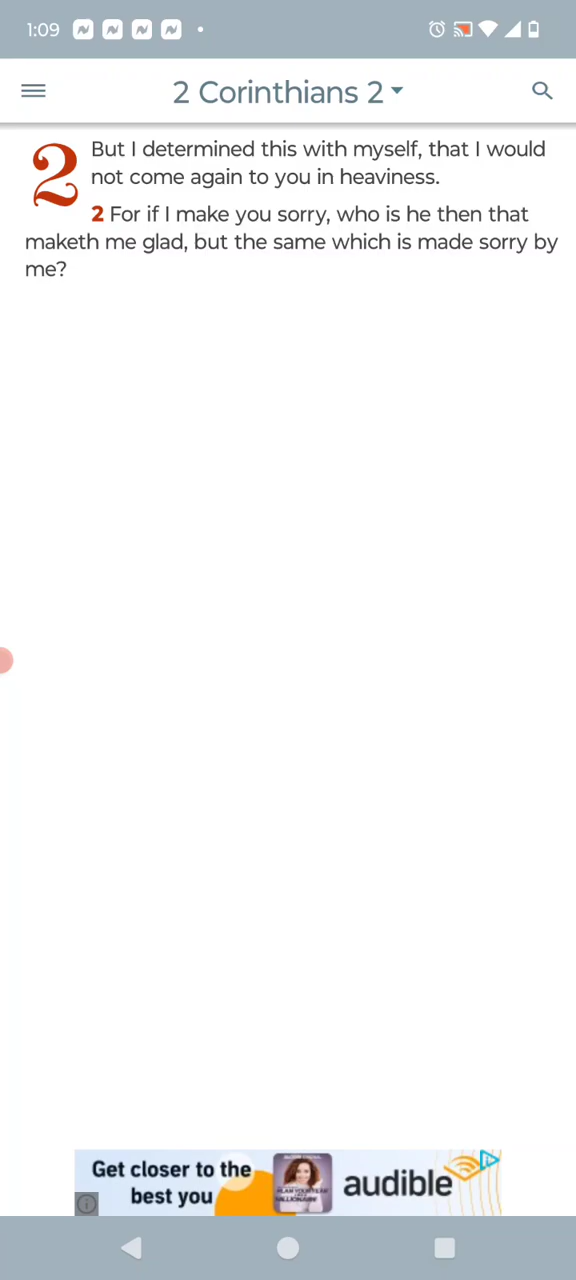 1:09
2 Corinthians 2
2 But I determined this with myself, that I would
not come again to you in heaviness.
2 For if I make you sorry, who is he then that
maketh me glad, but the same which is made sorry by
me?
Get closer to the
best you
audible